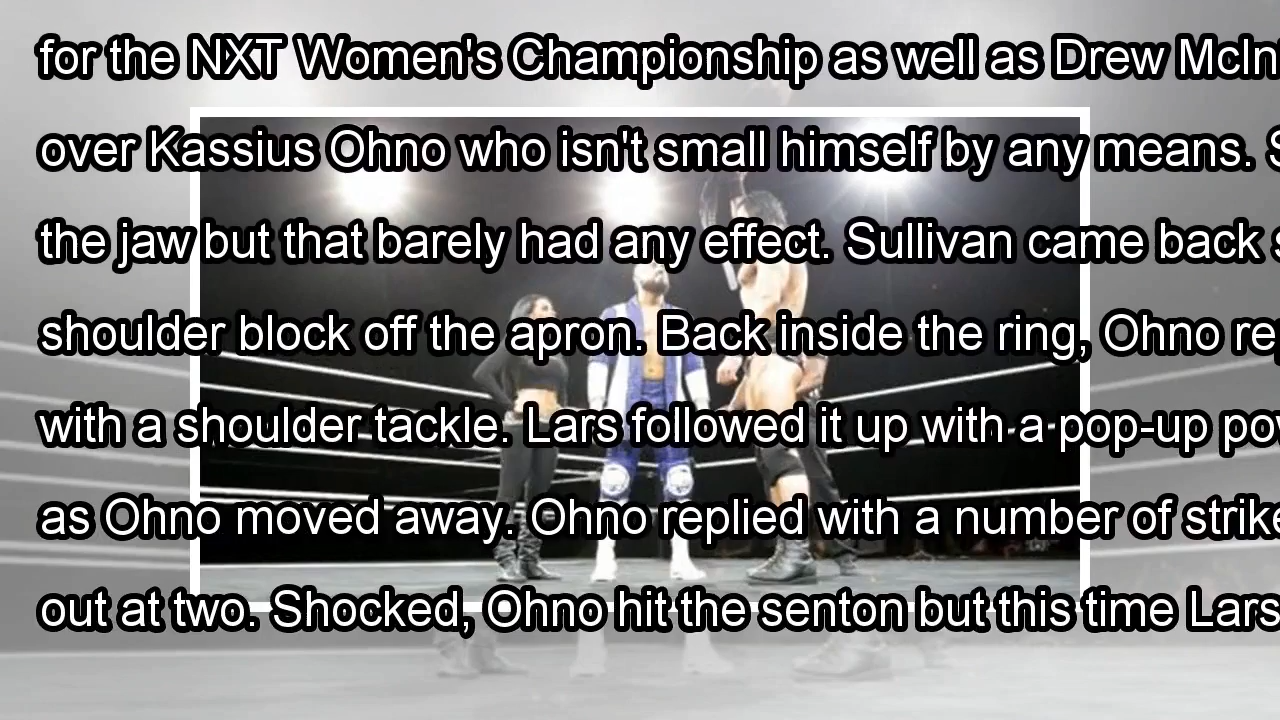 for the NXT Women's Championship as well as Drew McIn
over Kassius Ohno who isn't small himself by any means. S
the jaw but that barely had any effect. Sullivan came back s
shoulder block off the apron. Back inside the ring, Ohno re
with a shoulder tackle. Lars followed it up with a pop-up pow
as Ohno moved away. Ohno replied with a number of strike
out at two. Shocked, Ohno hit the senton but this time Lars